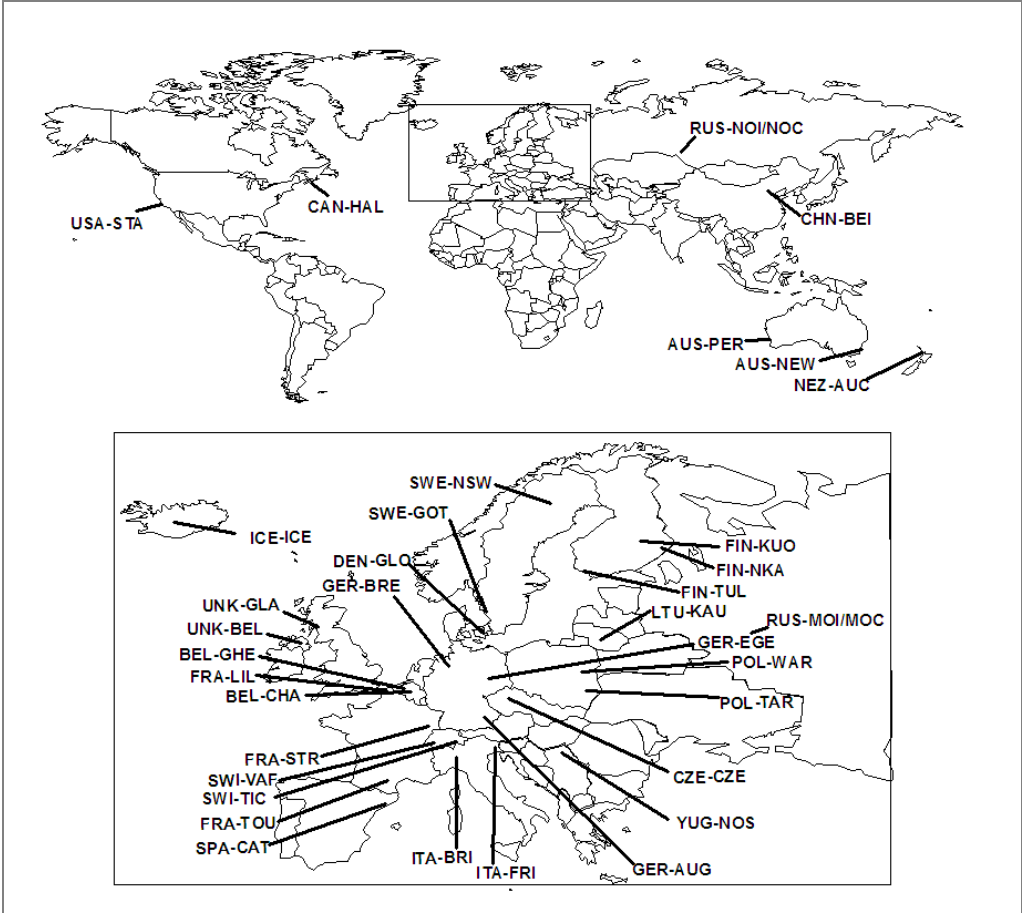 RUS-NOI/NOC
CAN-HAL
USA-STA
CHN-BEI
AUS-PER
AUS-NEW
NEZ-AUC
SWE-NSW
SWE-GOT
ICE-ICE
FIN-KUO
DEN-GLO
FIN-NKA
GER-BRE
FIN-TUL
UNK-GLA
LTU-KAU
RUS-MOI/MOC
UNK-BEL
GER-EGE
BEL-GHE
POL-WAR
FRA-LIL
BEL-CHA
POL-TAR
FRA-STR
SWI-VAF
CZE-CZE
SWI-TIC
FRA-TOU
YUG-NOS
SPA-CAT
ITA-BRI
ITA-FRI
GER-AUG